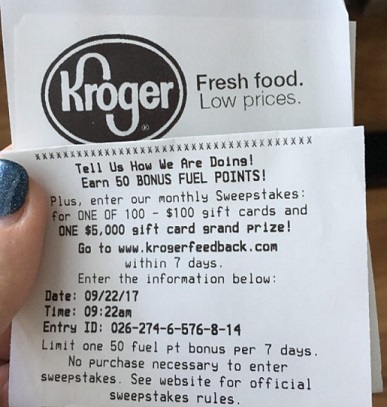 Kroger
Fresh food.
Low prices.
xxxxxxxxxxxxxxxxxxxxxxxxxxxxxxxxxxxxxxxx
Tell Us How We Are Doing!
Earn 50 BONUS FUEL POINTS!
Plus, enter our monthly Sweepstakes:
for ONE OF 100 - $100 gift cards and
ONE $5,000 gift card grand prize!
Go to www.krogerfeedback.com
within 7 days.
Enter the information below:
Date: 09/22/17
Time: 09:22am
Entry ID: 026-274-6-576-8-14
Limit one 50 fuel pt bonus per 7 days.
No purchase necessary to enter
sweepstakes. See website for official
sweepstakes rules.